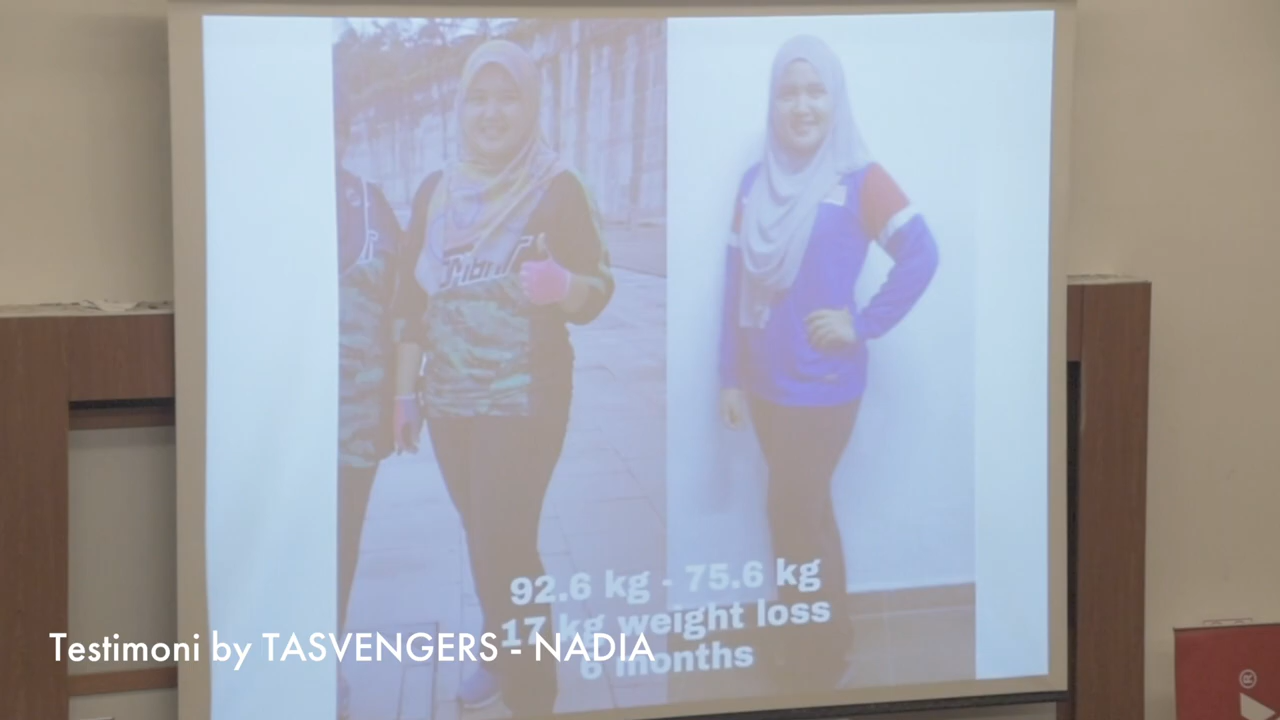 92.6 kg - 75.6 kg
17 kg weight loss
6 months
Testimoni by TASVENGERS - NADIA
®